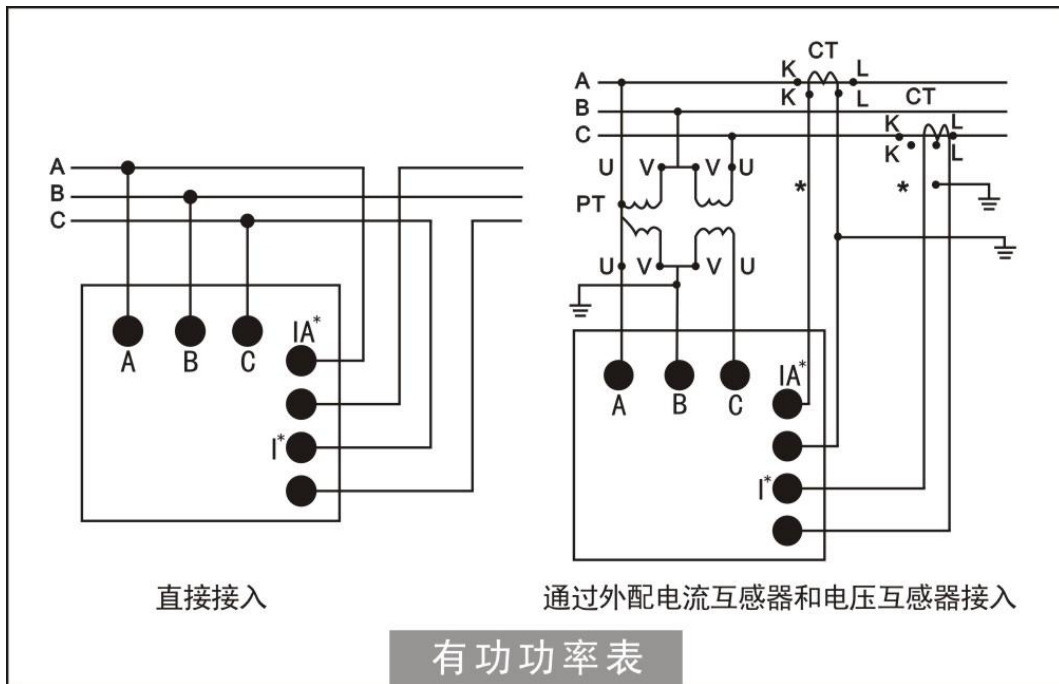 A
B
C
A B C
IA*
I*
直接接入
CT
K L
A
K L
B
CT
C
K L
K L
U V V U
* *
PT
U V V U
A B C
IA*
I*
通过外配电流互感器和电压互感器接入
有功功率表